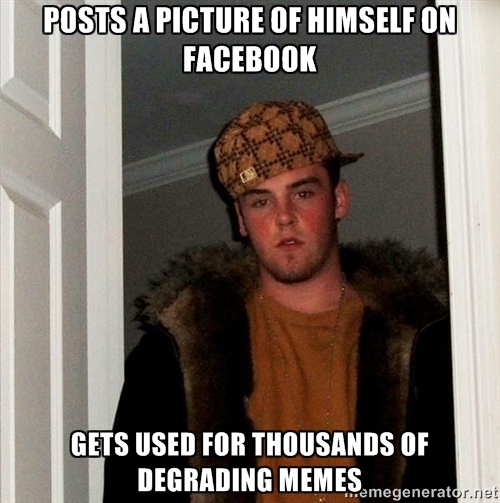 POSTS A PICTURE OF HIMSELF ON
FACEBOOK
GETS USED FOR THOUSANDS OF
DEGRADING MEMES
memegenerator.net